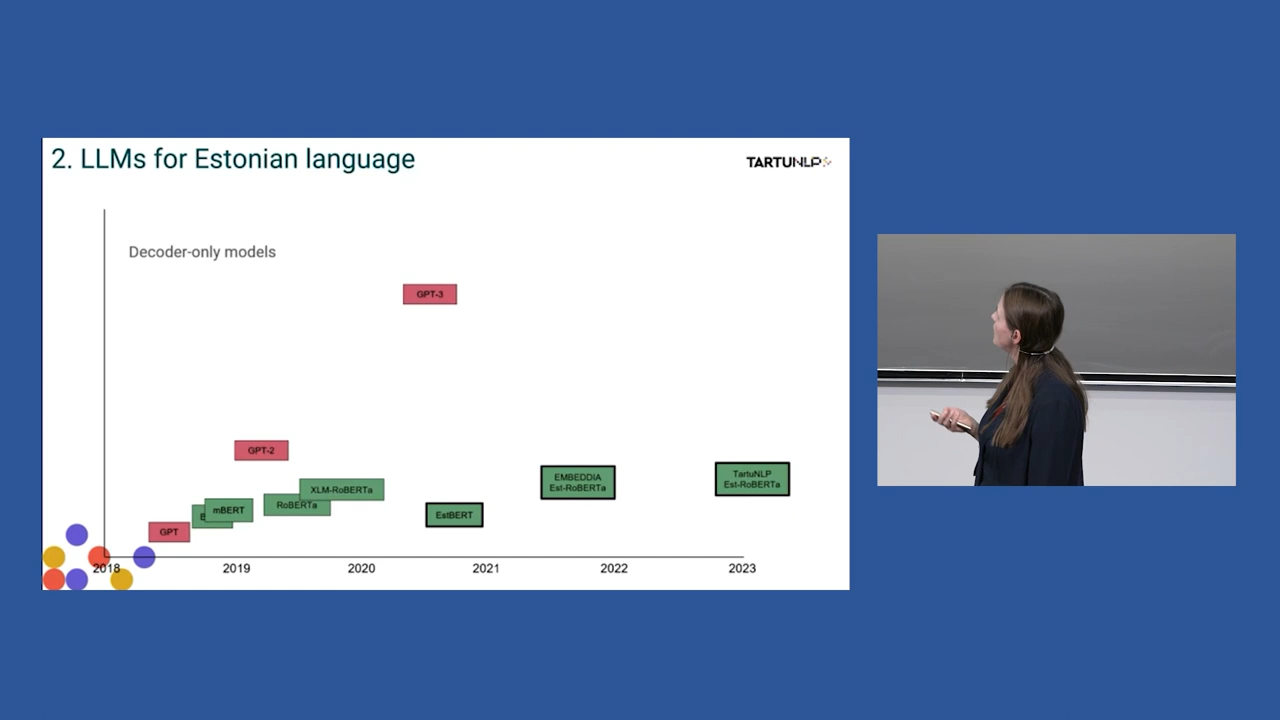 2. LLMs for Estonian language
TARTUNLP
Decoder-only models
GPT-3
GPT-2
XLM-RoBERTa
EMBEDDIA
Est-RoBERTa
TartuNLP
Est-RoBERTa
mBERT
RoBERTa
EstBERT
GPT
2018
2019
2020
2021
2022
2023